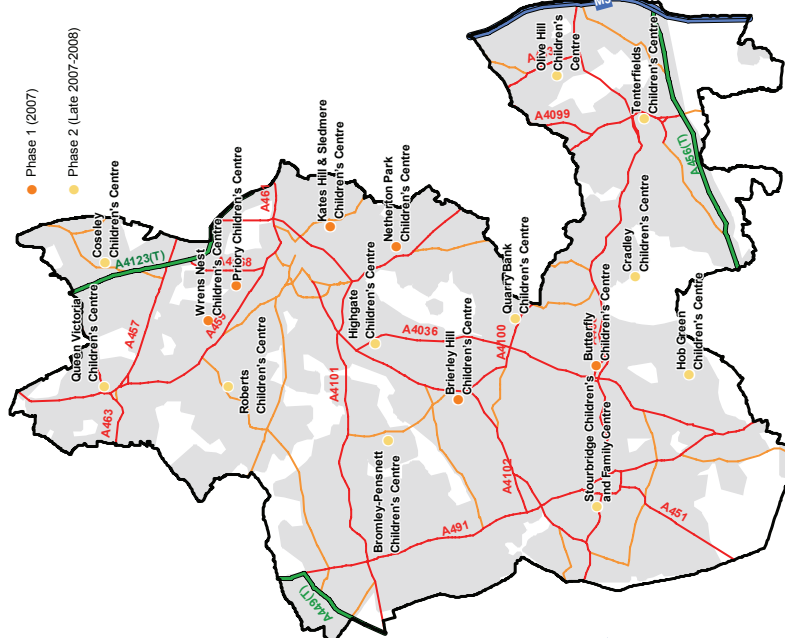 Phase 1 (2007)
Phase 2 (Late 2007-2008)
Coseley
Children's Centre
A4123(T)
Queen Victoria
Children's Centre
A457
A463
Wrens Nest
Children's Centre
Priory Children's Centre
A459
A461
Kates Hill & Sledmere
Children's Centre
Netherton Park
Children's Centre
Roberts
Children's Centre
Highgate
Children's Centre
A4101
A4036
Brierley Hill
Children's Centre
A4100
Quarry Bank
Children's Centre
Bromley-Pensnett
Children's Centre
A491
A4102
A449(T)
Stourbridge Children's
and Family Centre
Butterfly
Children's Centre
A451
Hob Green
Children's Centre
Cradley
Children's Centre
Tenterfields
Children's Centre
Olive Hill
Children's
Centre
A4099
A456(T)
M5